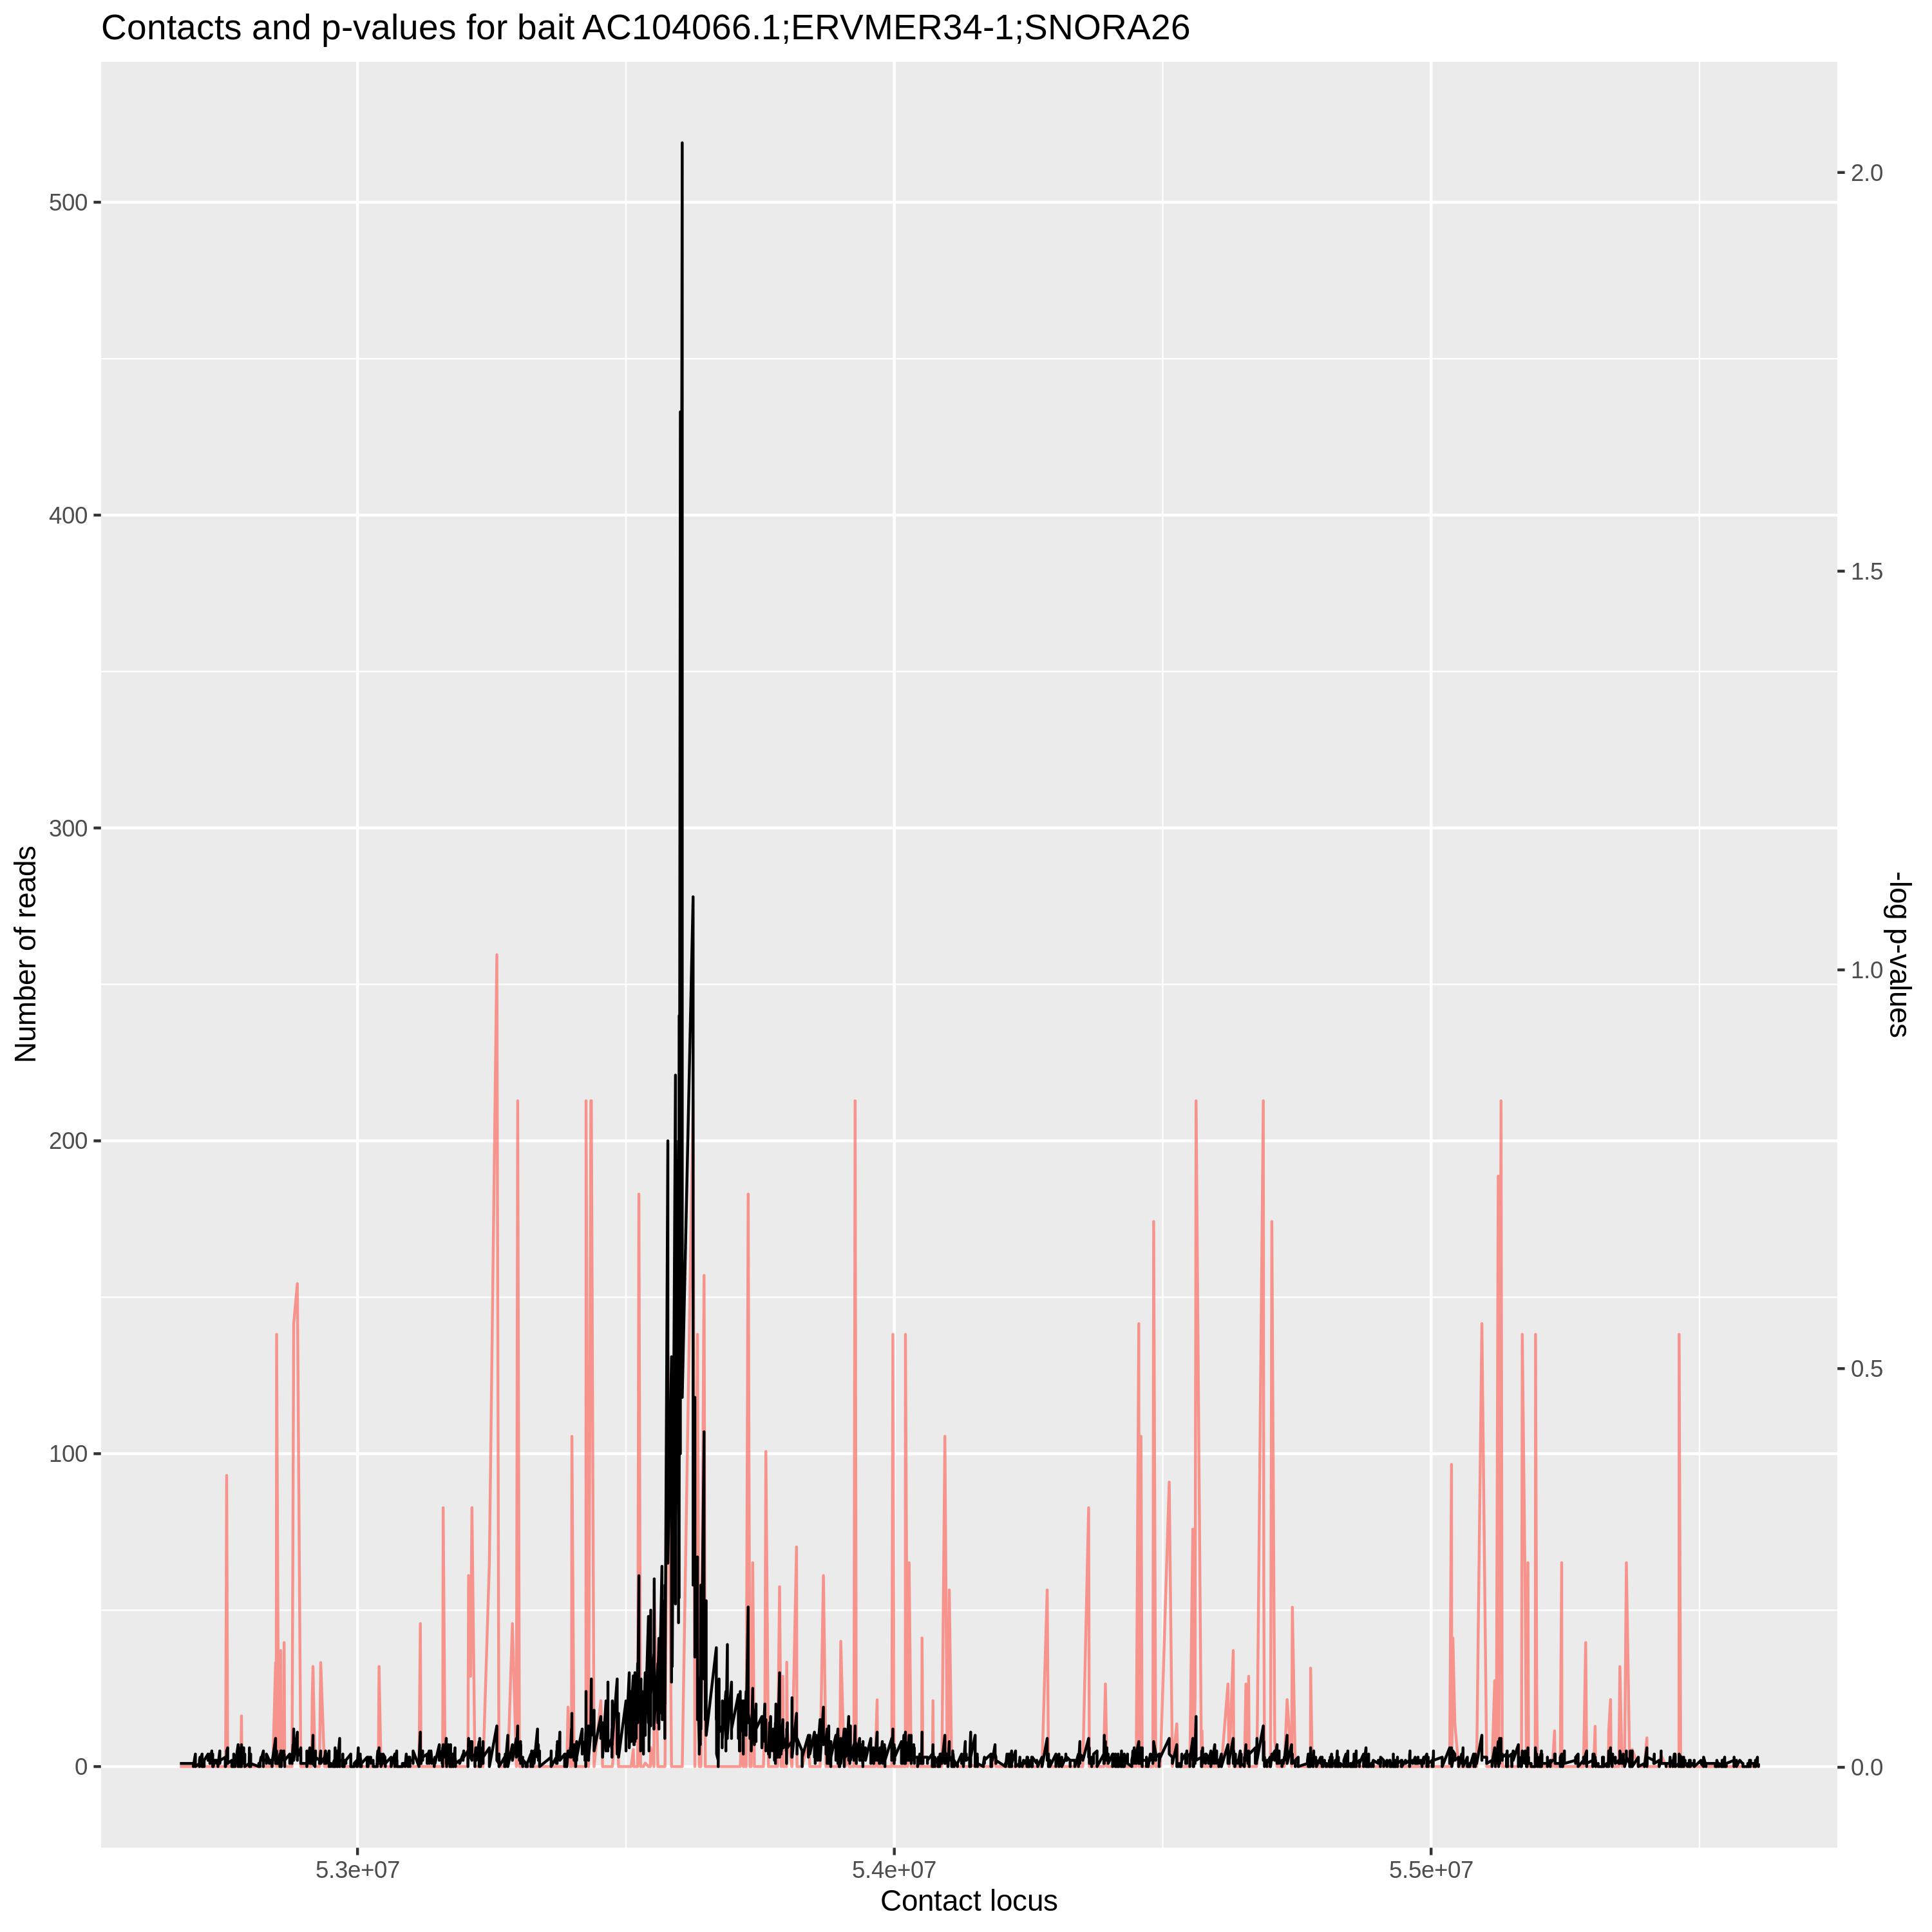 Contacts and p-values for bait AC104066.1;ERVMER34-1;SNORA26
500
400
300
200
100
0
Number of reads
2.0
1.5
1.0
0.5
0.0
-log p-values
5.3e+07
5.4e+07
5.5e+07
Contact locus